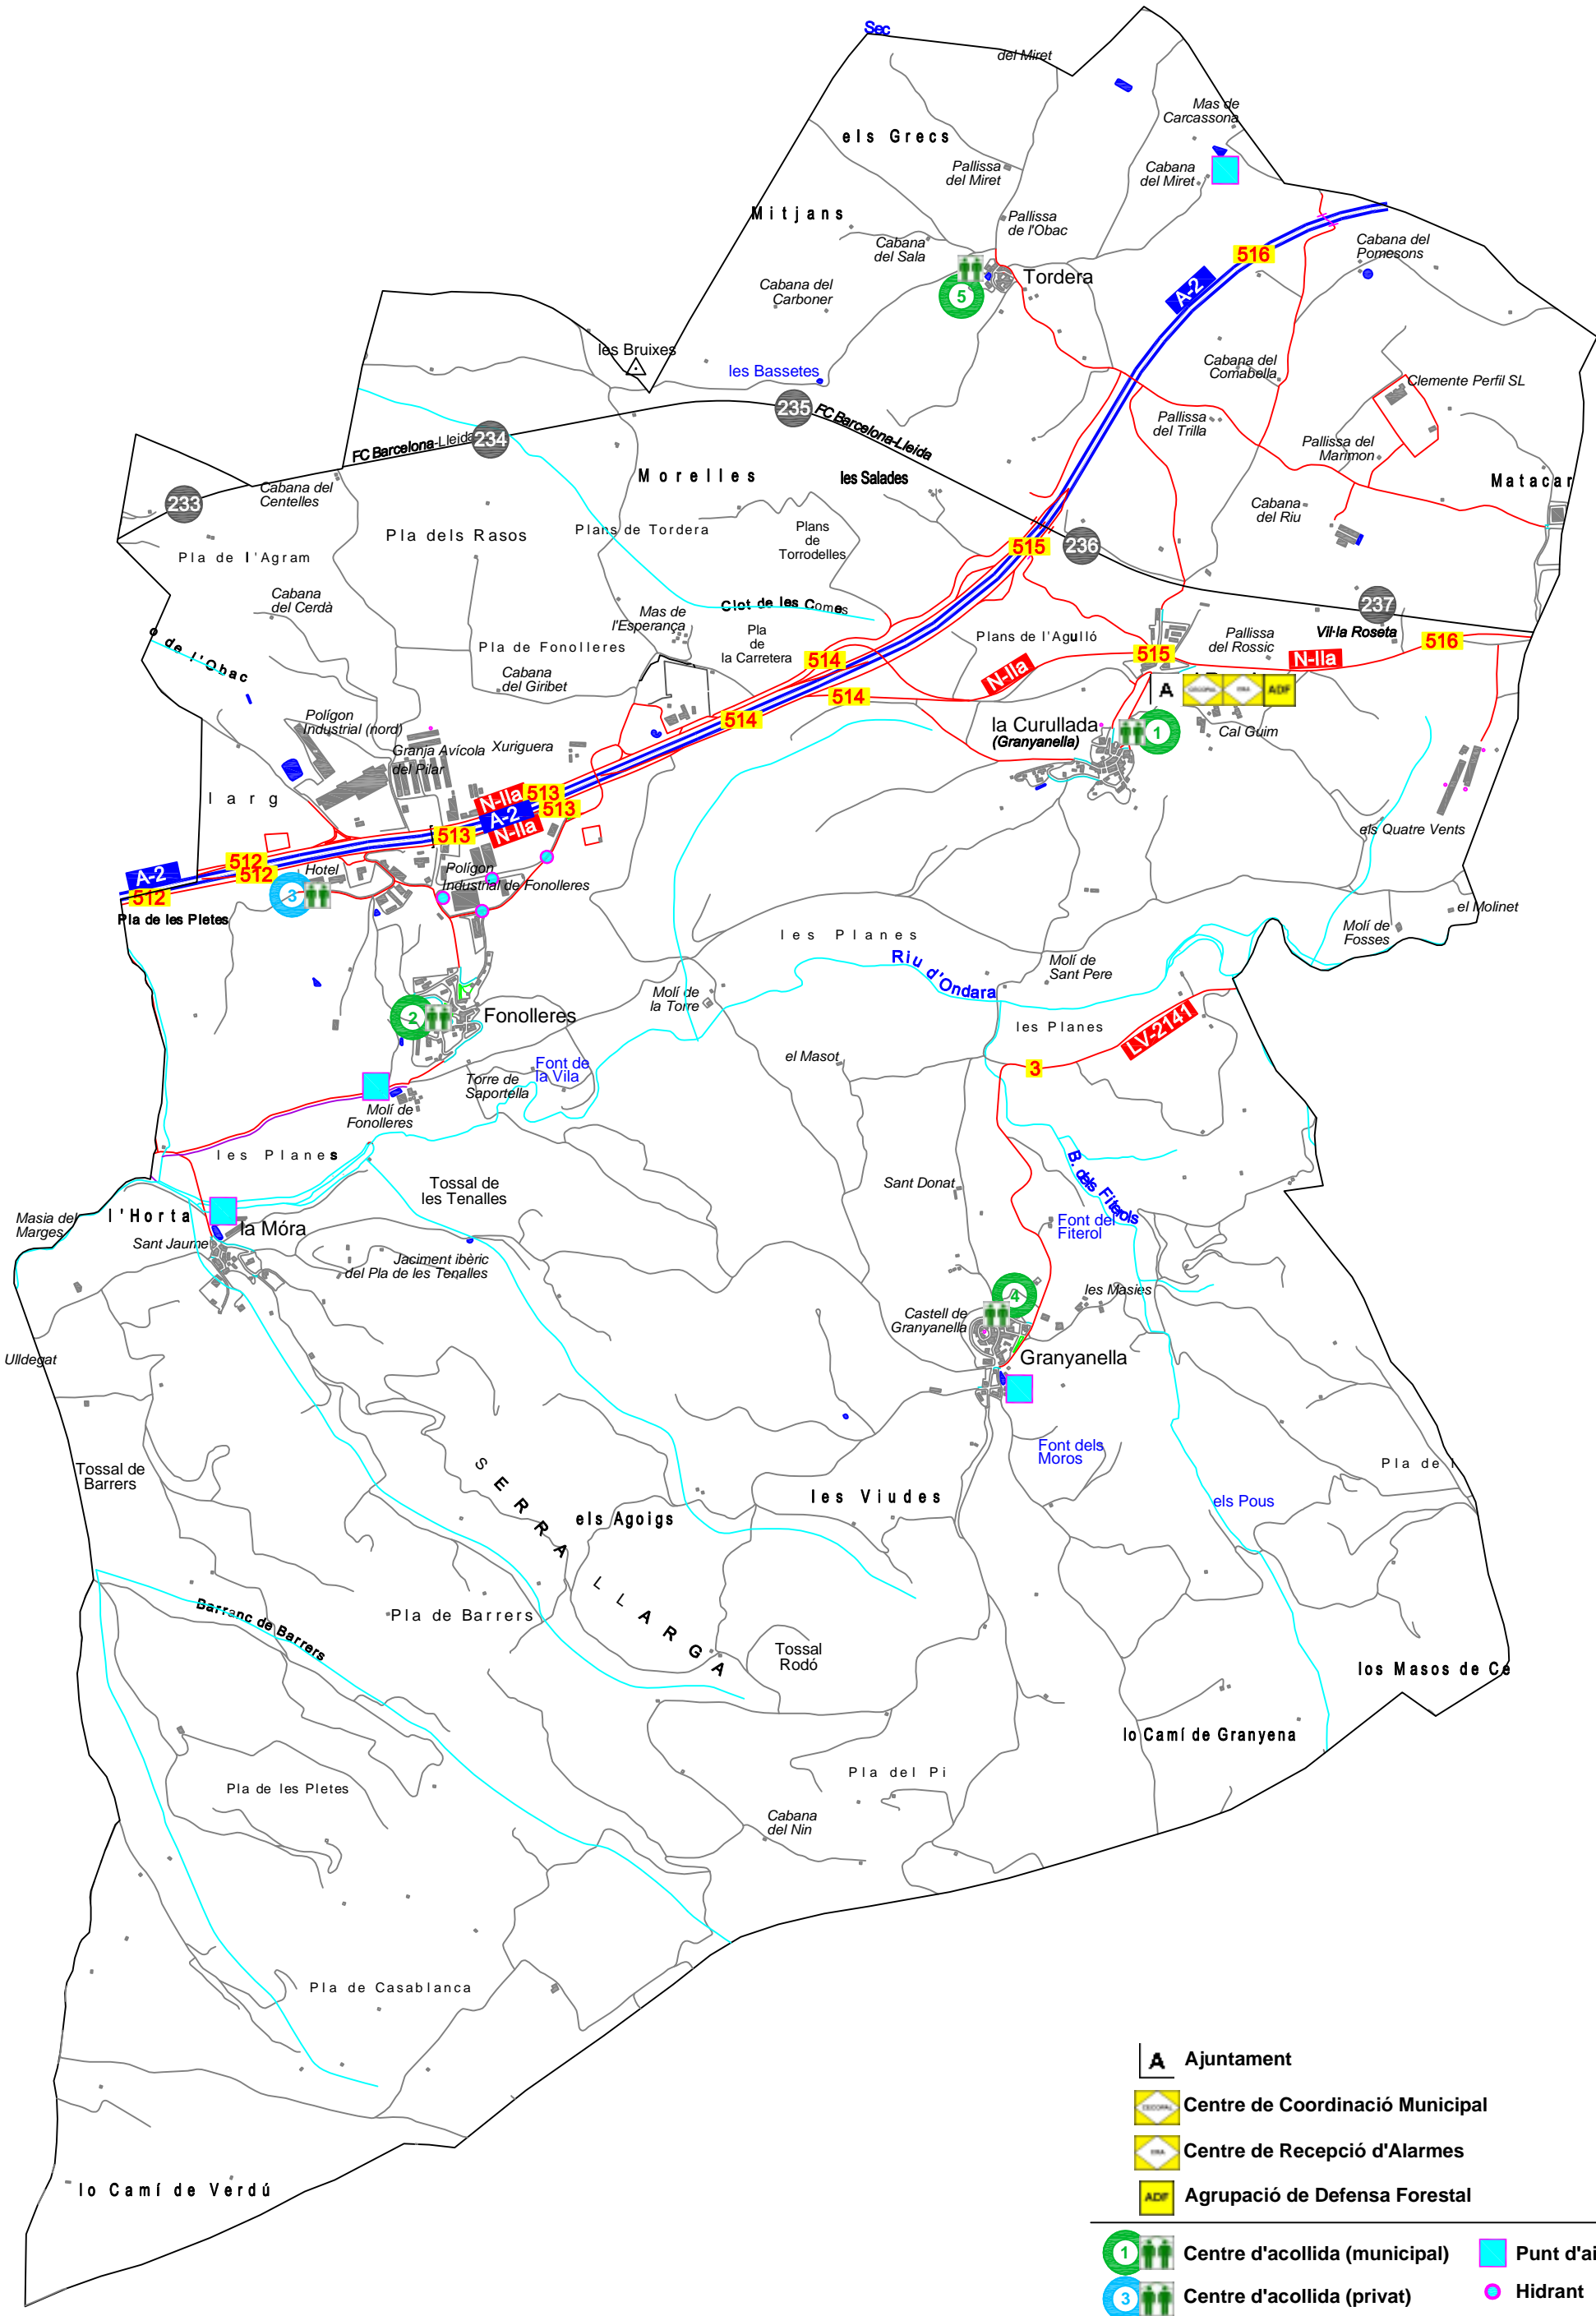 Sec
del Miret
Mas de
Carcassona
els Grecs
Pallissa
del Miret
Cabana
del Miret
Mitjans
Pallissa
de l'Obac
Cabana
del Sala
516
Cabana del
Pomesons
Tordera
A-2
5
Cabana del
Carboner
les Bruixes
les Bassetes
Cabana del
Comabella
Clemente Perfil SL
235
FC Barcelona-Lleida
Pallissa
del Trilla
234
FC Barcelona-Lleida
Pallissa del
Marimon
Morelles
les Salades
Matacar
233
Cabana del
Centelles
Cabana
del Riu
Pla dels Rasos
Plans de Tordera
Plans
de
Torrodelles
515
236
Pla de l'Agram
Cabana
del Cerdà
Clot de les Comes
237
Mas de
l'Esperança
Pla
de
la Carretera
Plans de l'Agulló
Pallissa
del Rossic
Vil·la Roseta
516
o de l'Obac
Pla de Fonolleres
Cabana
del Giribet
514
515
N-IIa
N-IIa
514
A
ADF
514
la Curullada
(Granyanella)
1
Cal Guim
Polígon
Industrial (nord)
Granja Avícola
del Pilar
Xuriguera
larg
N-IIa
513
A-2
513
513
N-IIa
els Quatre Vents
512
A-2
512
512
Hotel
3
Polígon
Industrial de Fonolleres
Pla de les Pletes
el Molinet
Molí de
Fosses
les Planes
Riu d'Ondara
Molí de
Sant Pere
Molí de
la Torre
2
Fonolleres
les Planes
LV-2141
el Masot
3
Font de
la Vila
Torre de
Saportella
Molí de
Fonolleres
les Planes
B. dels Fiterols
Tossal de
les Tenalles
Sant Donat
Masia del
Marges
l'Horta
la Móra
Font del
Fiterol
Sant Jaume
Jaciment ibèric
del Pla de les Tenalles
4
les Masies
Castell de
Granyanella
Ulldegat
Granyanella
Font dels
Moros
Tossal de
Barrers
Pla de l
SERRA LLARGA
les Viudes
els Pous
els Agoigs
Barranc de Barrers
Pla de Barrers
Tossal
Rodó
los Masos de Ce
lo Camí de Granyena
Pla de les Pletes
Pla del Pi
Cabana
del Nin
Pla de Casablanca
lo Camí de Verdú
A Ajuntament
Centre de Coordinació Municipal
Centre de Recepció d'Alarmes
ADF Agrupació de Defensa Forestal
1 Centre d'acollida (municipal)
Punt d'ai
3 Centre d'acollida (privat)
Hidrant